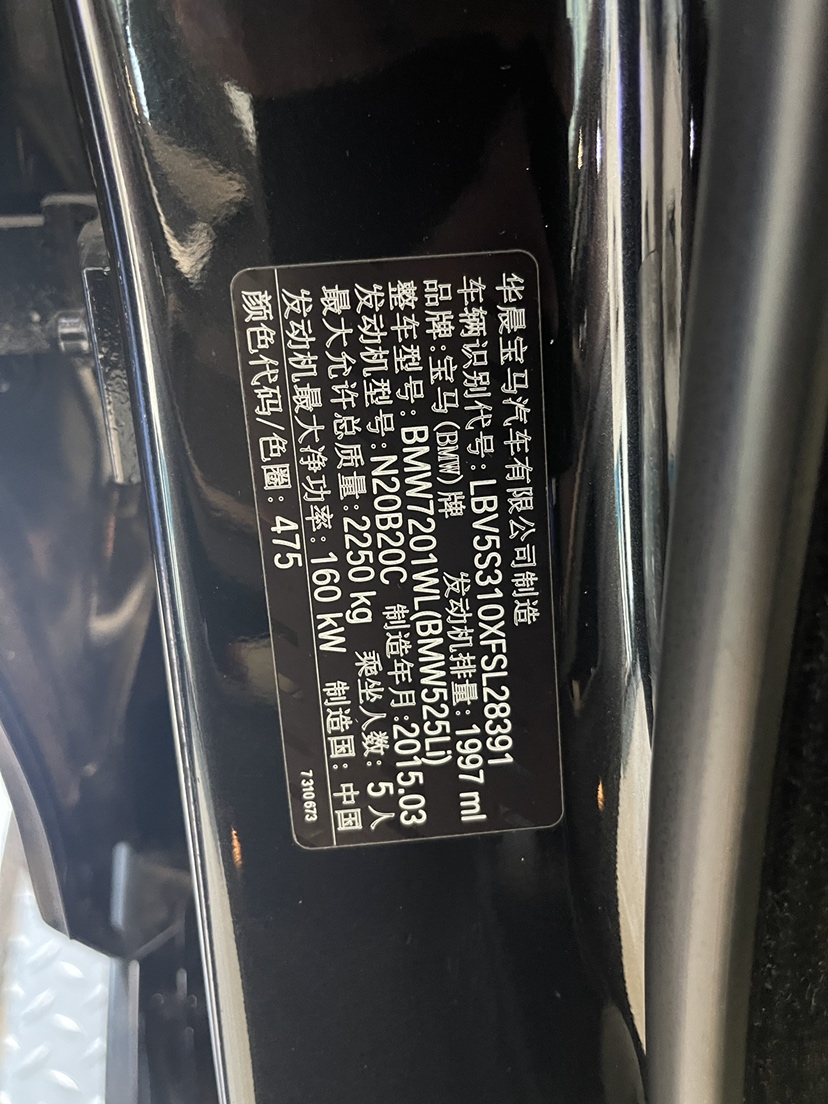 华晨宝马汽车有限公司制造
车辆识别代号:LBV5S310XFSL28391
品牌:宝马(BMW)牌 发动机排量:1997 ml
整车型号:BMW7201WL(BMW525Li)
发动机型号:N20B20C 制造年月:2015.03
最大允许总质量:2250 kg 乘坐人数:5人
发动机最大净功率:160 kW 制造国:中国
颜色代码/色圈:475
7310673